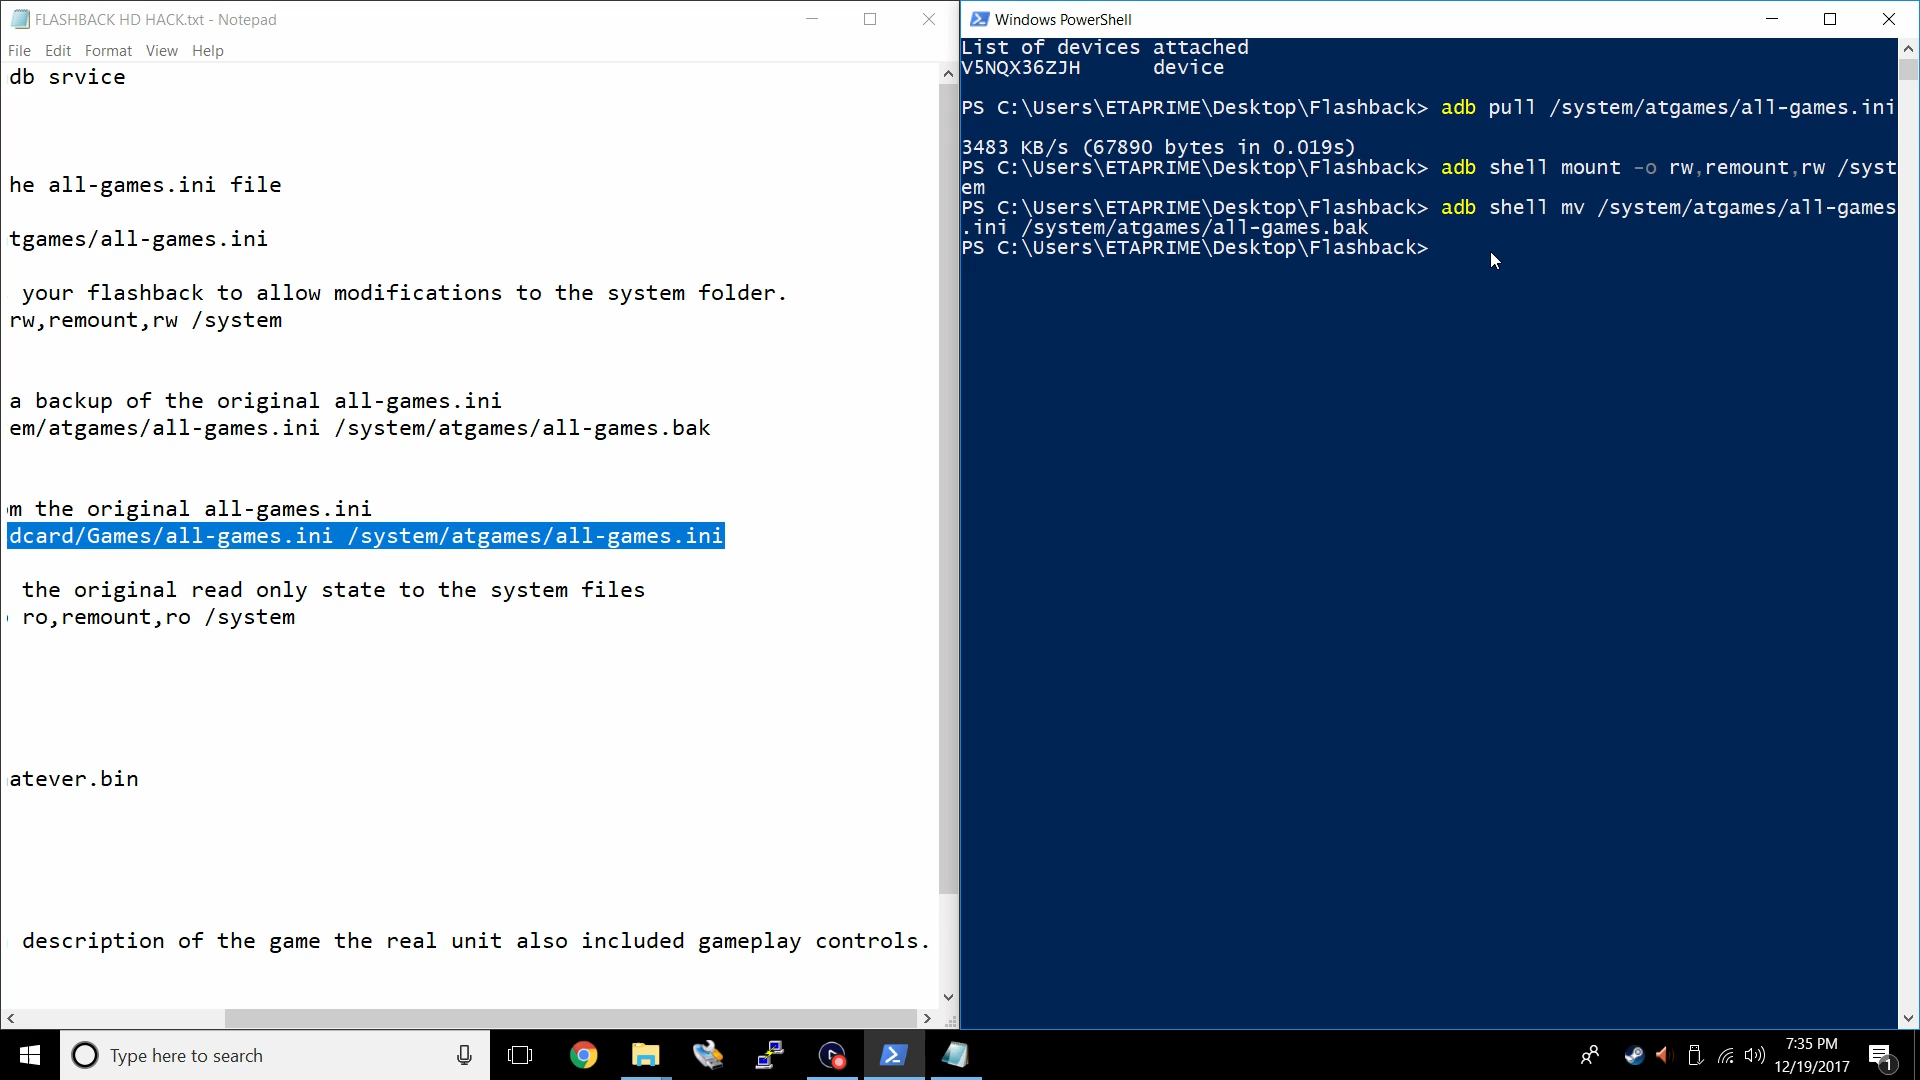 FLASHBACK HD HACK.txt - Notepad
File Edit Format View Help
db srvice
he all-games.ini file
tgames/all-games.ini
your flashback to allow modifications to the system folder.
rw,remount,rw /system
a backup of the original all-games.ini
em/atgames/all-games.ini /system/atgames/all-games.bak
m the original all-games.ini
dcard/Games/all-games.ini /system/atgames/all-games.ini
the original read only state to the system files
ro,remount,ro /system
atever.bin
description of the game the real unit also included gameplay controls.
Windows PowerShell
List of devices attached
V5NQX36ZJH device
PS C:\Users\ETAPRIME\Desktop\Flashback> adb pull /system/atgames/all-games.ini
3483 KB/s (67890 bytes in 0.019s)
PS C:\Users\ETAPRIME\Desktop\Flashback> adb shell mount -o rw,remount,rw /syst
em
PS C:\Users\ETAPRIME\Desktop\Flashback> adb shell mv /system/atgames/all-games
.ini /system/atgames/all-games.bak
PS C:\Users\ETAPRIME\Desktop\Flashback>
Type here to search
7:35 PM
12/19/2017
1